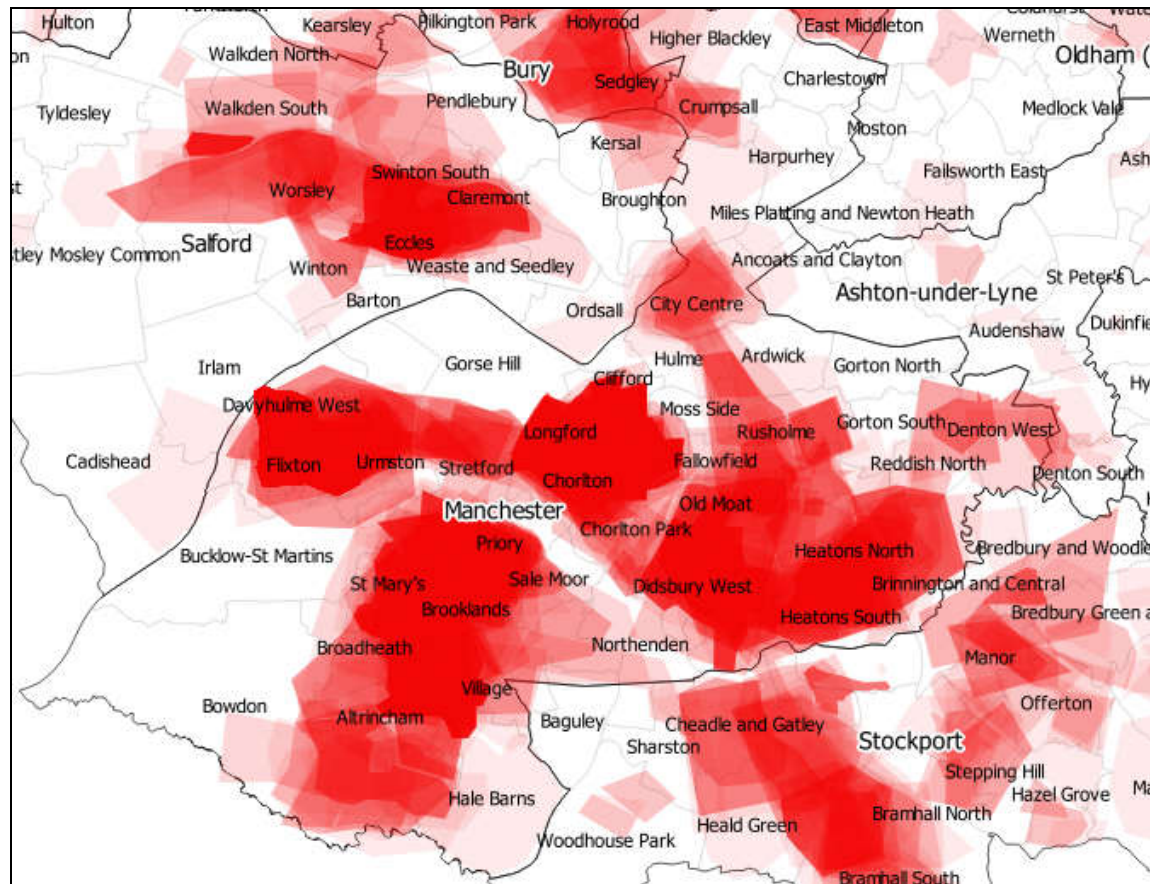 Hulton
Kearsley
Pilkington Park
Holyrood
East Middleton
Higher Blackley
Werneth
Walkden North
Oldham (
Bury
Sedgley
Charlestown
Tyldesley
Walkden South
Pendlebury
Crumpsall
Medlock Vale
Moston
Kersal
Harpurhey
Ash
Failsworth East
Swinton South
Worsley
Claremont
Broughton
Miles Platting and Newton Heath
Salford
Eccles
tley Mosley Common
Winton
Weaste and Seedley
Ancoats and Clayton
St Peter's
Barton
Ordsall
City Centre
Ashton-under-Lyne
Audenshaw
Dukinfie
Irlam
Gorse Hill
Hulme
Ardwick
Gorton North
Clifford
Hy
Davyhulme West
Moss Side
Longford
Rusholme
Gorton South
Denton West
Cadishead
Flixton
Urmston
Stretford
Fallowfield
Reddish North
Denton South
Chorlton
Old Moat
Manchester
Chorlton Park
Priory
Bucklow-St Martins
Heatons North
Bredbury and Woodle
St Mary's
Sale Moor
Didsbury West
Brinnington and Central
Brooklands
Heatons South
Bredbury Green a
Broadheath
Northenden
Manor
Village
Bowdon
Altrincham
Baguley
Cheadle and Gatley
Offerton
Sharston
Stockport
Stepping Hill
Hale Barns
Hazel Grove
Ma
Woodhouse Park
Heald Green
Bramhall North
Bramhall South